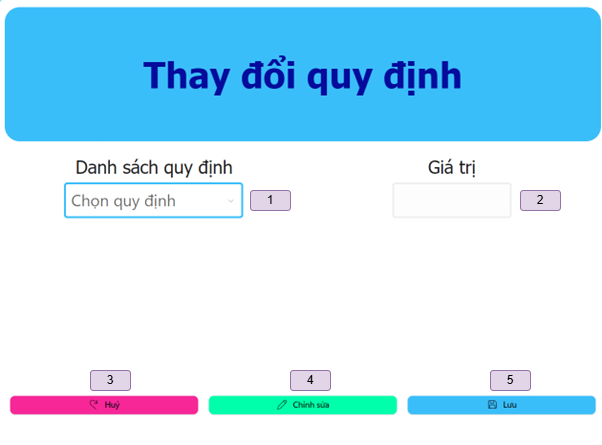 Thay đổi quy định
Danh sách quy định
Giá trị
Chọn quy định
1
2
3
4
5
Huỷ
Chỉnh sửa
Lưu